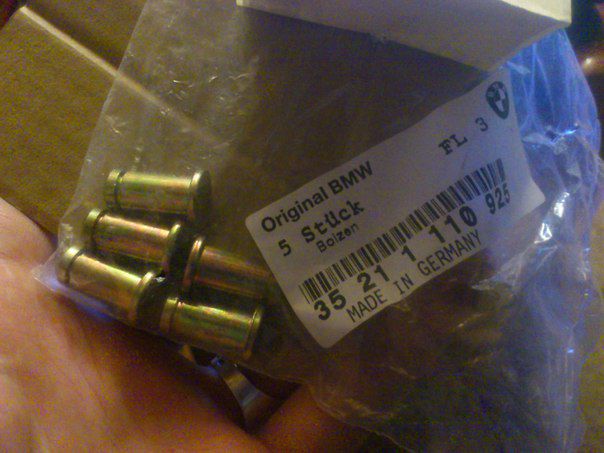 FL 3
Original BMW
5 Stück
Bolzen
35 21 1 110 925
MADE IN GERMANY